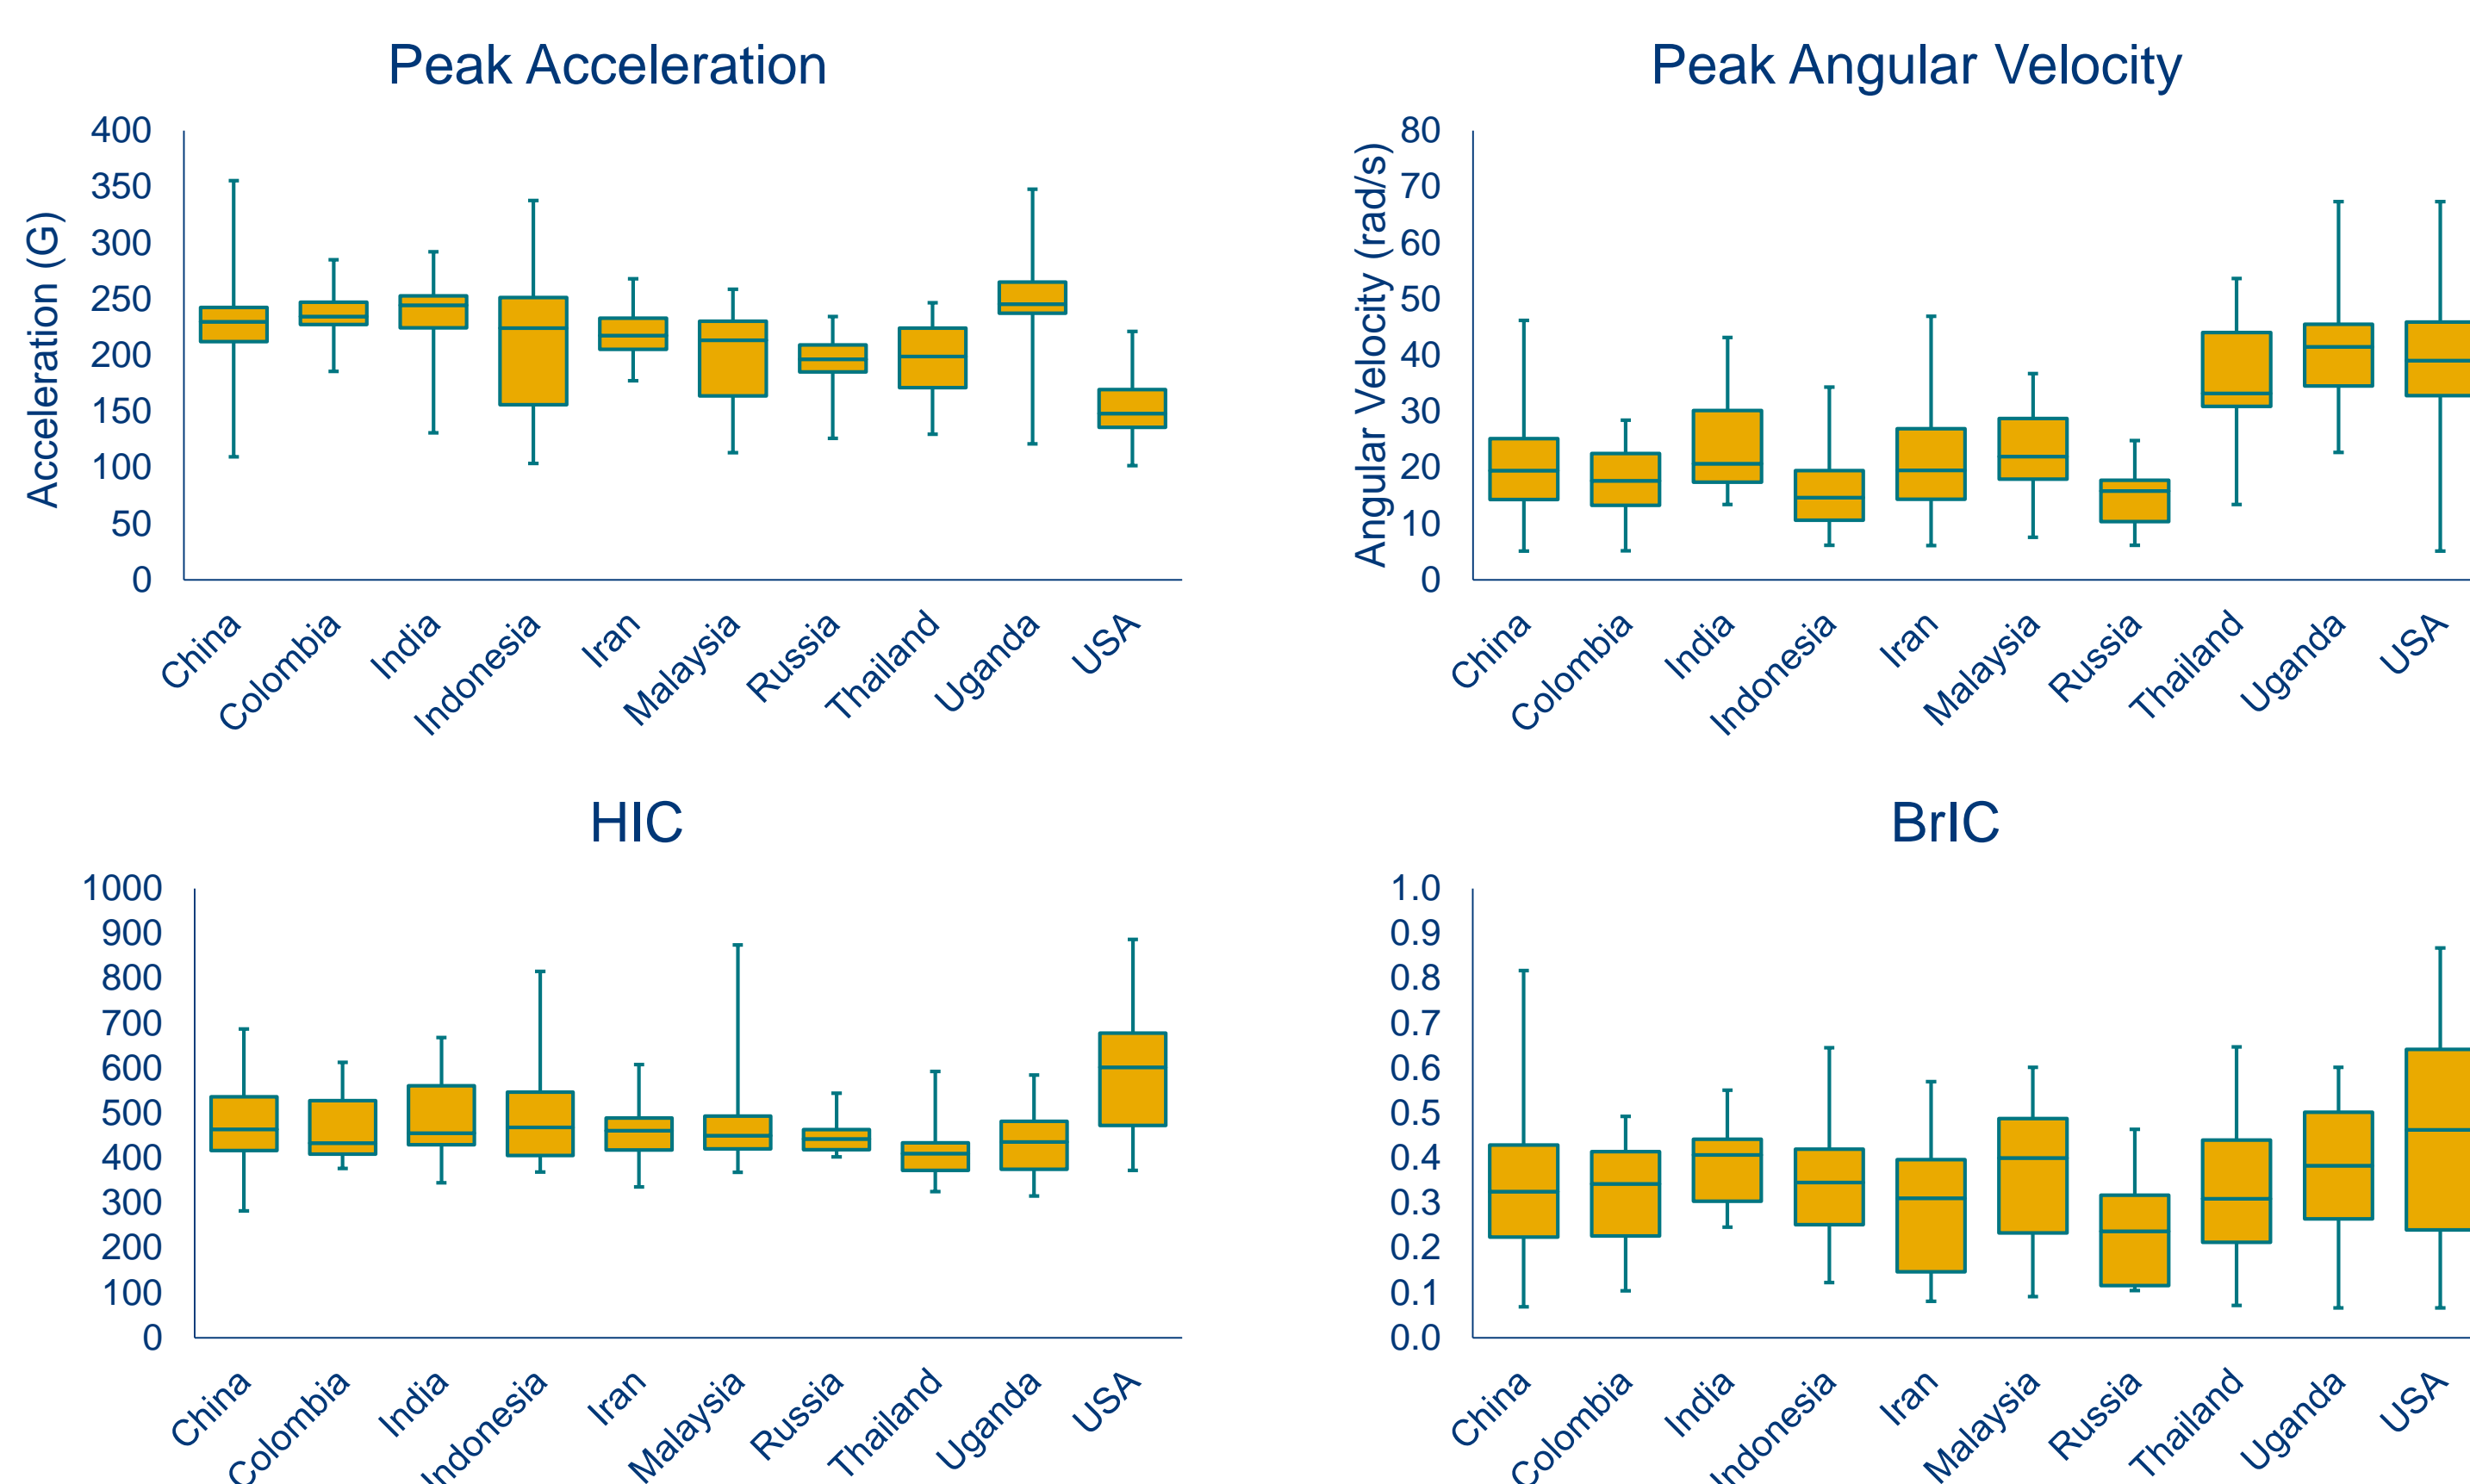 Peak Acceleration
Acceleration (G)
400
350
300
250
200
150
100
50
0
China
Colombia
India
Indonesia
Iran
Malaysia
Russia
Thailand
Uganda
USA
Peak Angular Velocity
Angular Velocity (rad/s)
80
70
60
50
40
30
20
10
0
China
Colombia
India
Indonesia
Iran
Malaysia
Russia
Thailand
Uganda
USA
HIC
1000
900
800
700
600
500
400
300
200
100
0
China
Colombia
India
Indonesia
Iran
Malaysia
Russia
Thailand
Uganda
USA
BrIC
1.0
0.9
0.8
0.7
0.6
0.5
0.4
0.3
0.2
0.1
0.0
China
Colombia
India
Indonesia
Iran
Malaysia
Russia
Thailand
Uganda
USA